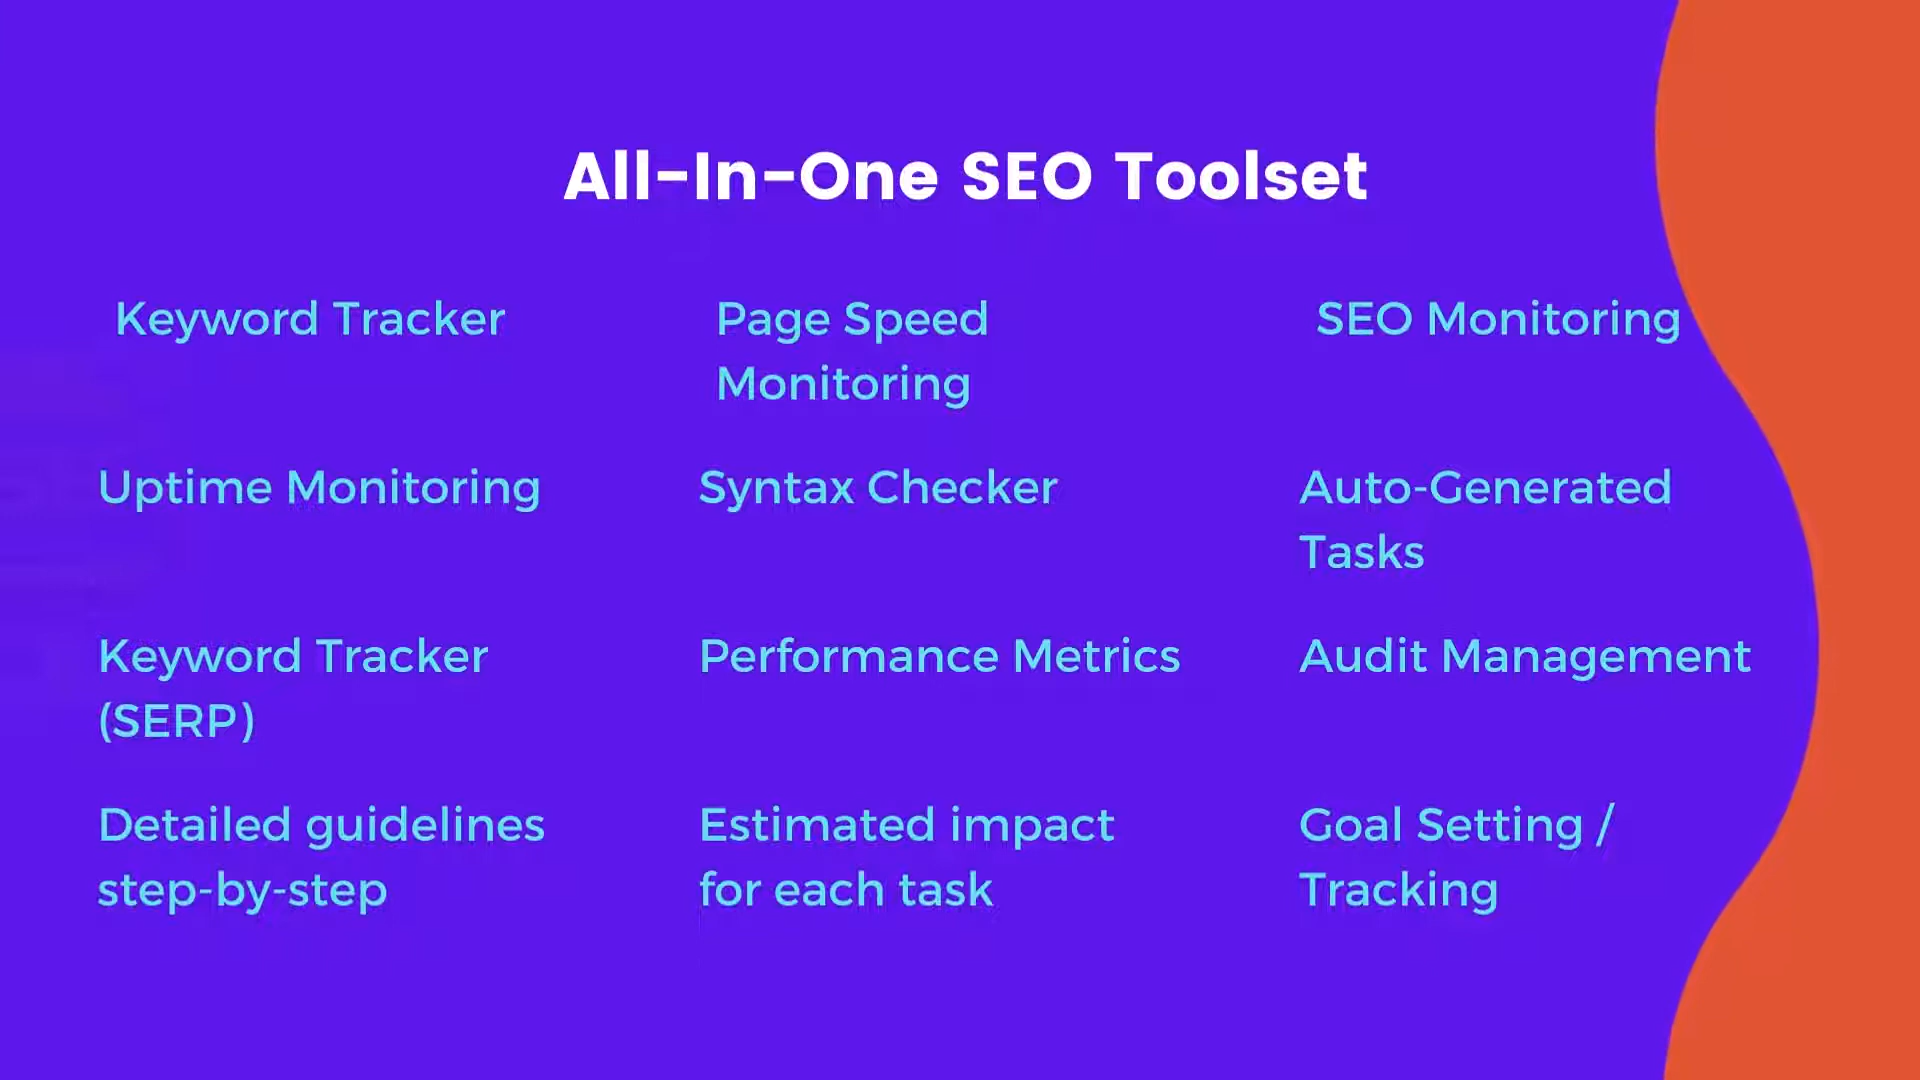 All-In-One SEO Toolset
Keyword Tracker
Page Speed
Monitoring
SEO Monitoring
Uptime Monitoring
Syntax Checker
Auto-Generated
Tasks
Keyword Tracker
(SERP)
Performance Metrics
Audit Management
Detailed guidelines
step-by-step
Estimated impact
for each task
Goal Setting /
Tracking